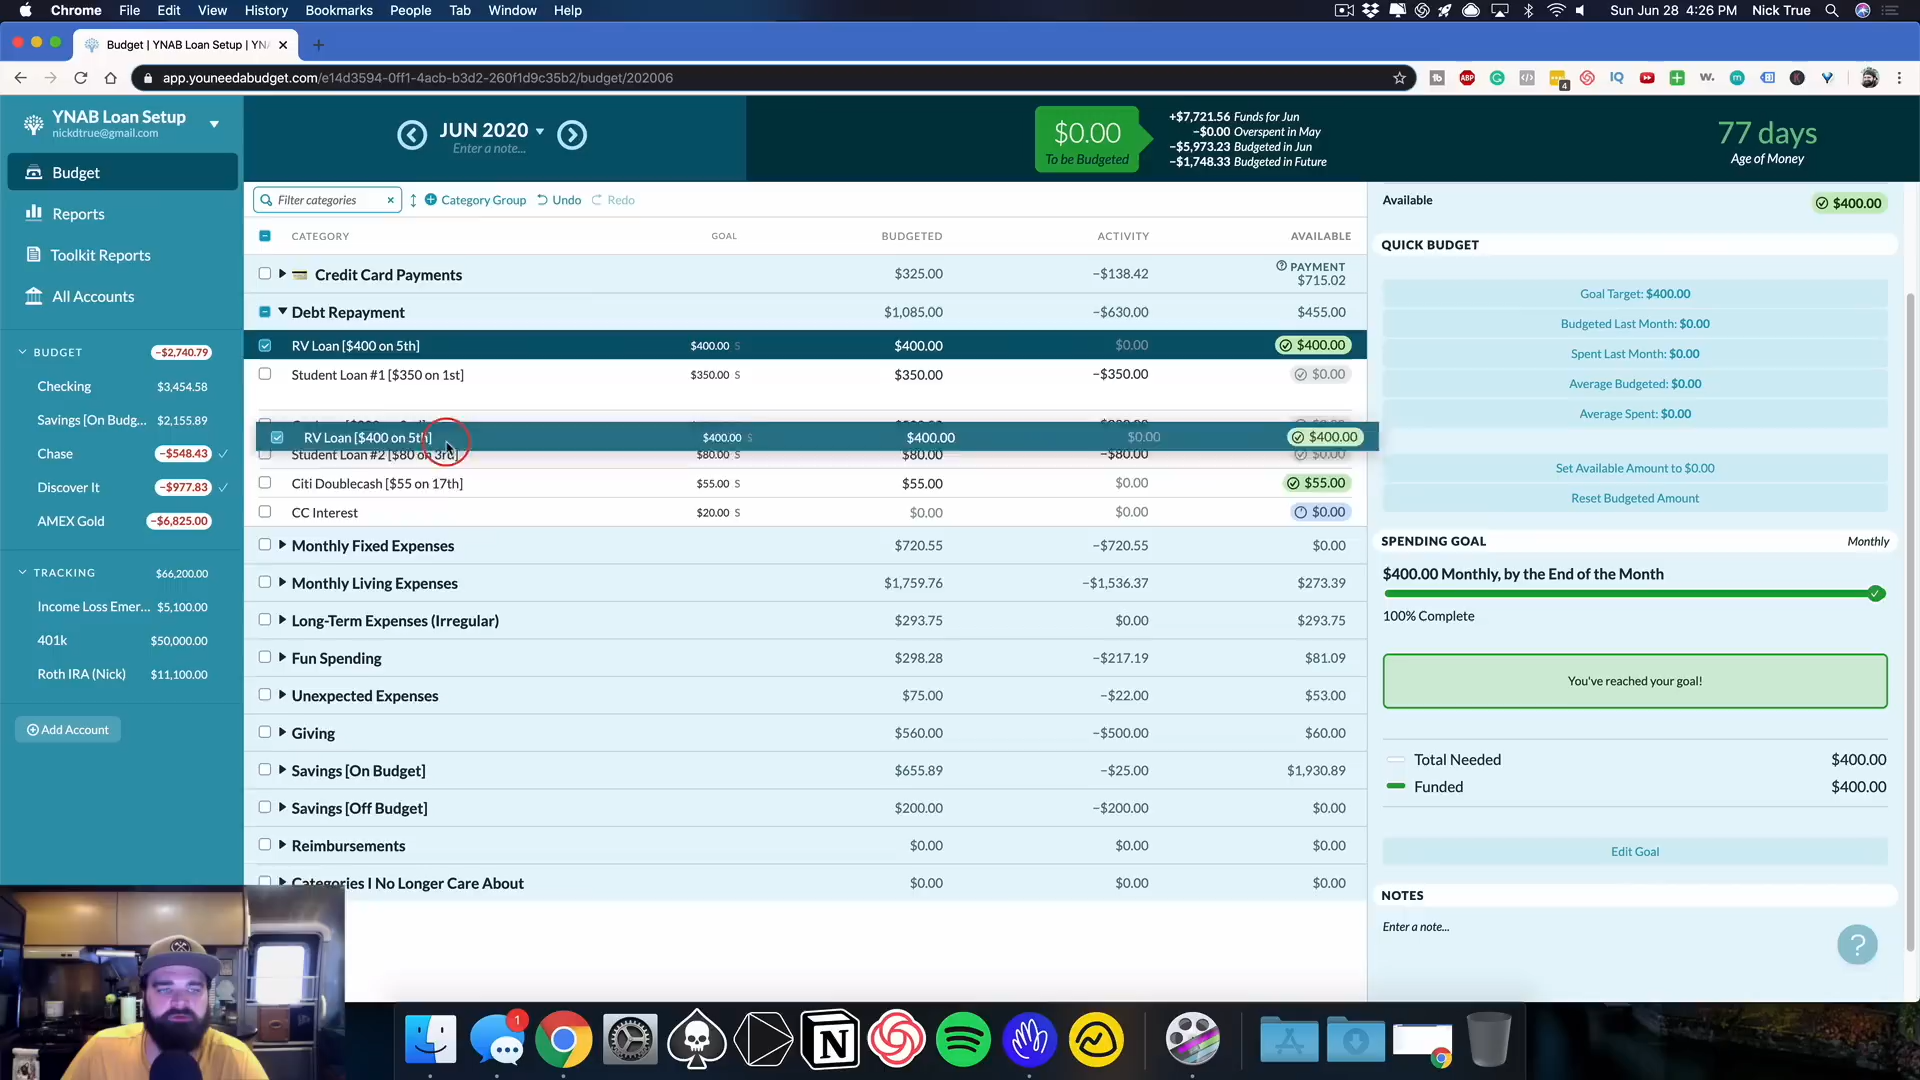 Chrome File Edit View History Bookmarks People Tab Window Help
Sun Jun 28 4:26 PM Nick True
Budget | YNAB Loan Setup | YN
app.youneedabudget.com/e14d3594-0ff1-4acb-b3d2-260f1d9c35b2/budget/202006
ABP
IQ
w.
4
YNAB Loan Setup
nickdtrue@gmail.com
Budget
Reports
Toolkit Reports
All Accounts
BUDGET −$2,740.79
Checking $3,454.58
Savings [On Budg... $2,155.89
Chase −$548.43
Discover It −$977.83
AMEX Gold −$6,825.00
TRACKING $66,200.00
Income Loss Emer... $5,100.00
401k $50,000.00
Roth IRA (Nick) $11,100.00
Add Account
JUN 2020
Enter a note...
$0.00
To be Budgeted
+$7,721.56 Funds for Jun
−$0.00 Overspent in May
−$5,973.23 Budgeted in Jun
−$1,748.33 Budgeted in Future
77 days
Age of Money
Filter categories
Category Group Undo Redo
CATEGORY GOAL BUDGETED ACTIVITY AVAILABLE
Credit Card Payments $325.00 −$138.42 PAYMENT $715.02
Debt Repayment $1,085.00 −$630.00 $455.00
RV Loan [$400 on 5th] $400.00 S $400.00 $0.00 $400.00
Student Loan #1 [$350 on 1st] $350.00 S $350.00 −$350.00 $0.00
RV Loan [$400 on 5th] $400.00 S $400.00 $0.00 $400.00
Student Loan #2 [$80 on 3rd] $80.00 S $80.00 −$80.00 $0.00
Citi Doublecash [$55 on 17th] $55.00 S $55.00 $0.00 $55.00
CC Interest $20.00 S $0.00 $0.00 $0.00
Monthly Fixed Expenses $720.55 −$720.55 $0.00
Monthly Living Expenses $1,759.76 −$1,536.37 $273.39
Long-Term Expenses (Irregular) $293.75 $0.00 $293.75
Fun Spending $298.28 −$217.19 $81.09
Unexpected Expenses $75.00 −$22.00 $53.00
Giving $560.00 −$500.00 $60.00
Savings [On Budget] $655.89 −$25.00 $1,930.89
Savings [Off Budget] $200.00 −$200.00 $0.00
Reimbursements $0.00 $0.00 $0.00
Categories I No Longer Care About $0.00 $0.00 $0.00
Available $400.00
QUICK BUDGET
Goal Target: $400.00
Budgeted Last Month: $0.00
Spent Last Month: $0.00
Average Budgeted: $0.00
Average Spent: $0.00
Set Available Amount to $0.00
Reset Budgeted Amount
SPENDING GOAL Monthly
$400.00 Monthly, by the End of the Month
100% Complete
You've reached your goal!
Total Needed $400.00
Funded $400.00
Edit Goal
NOTES
Enter a note...
?
1